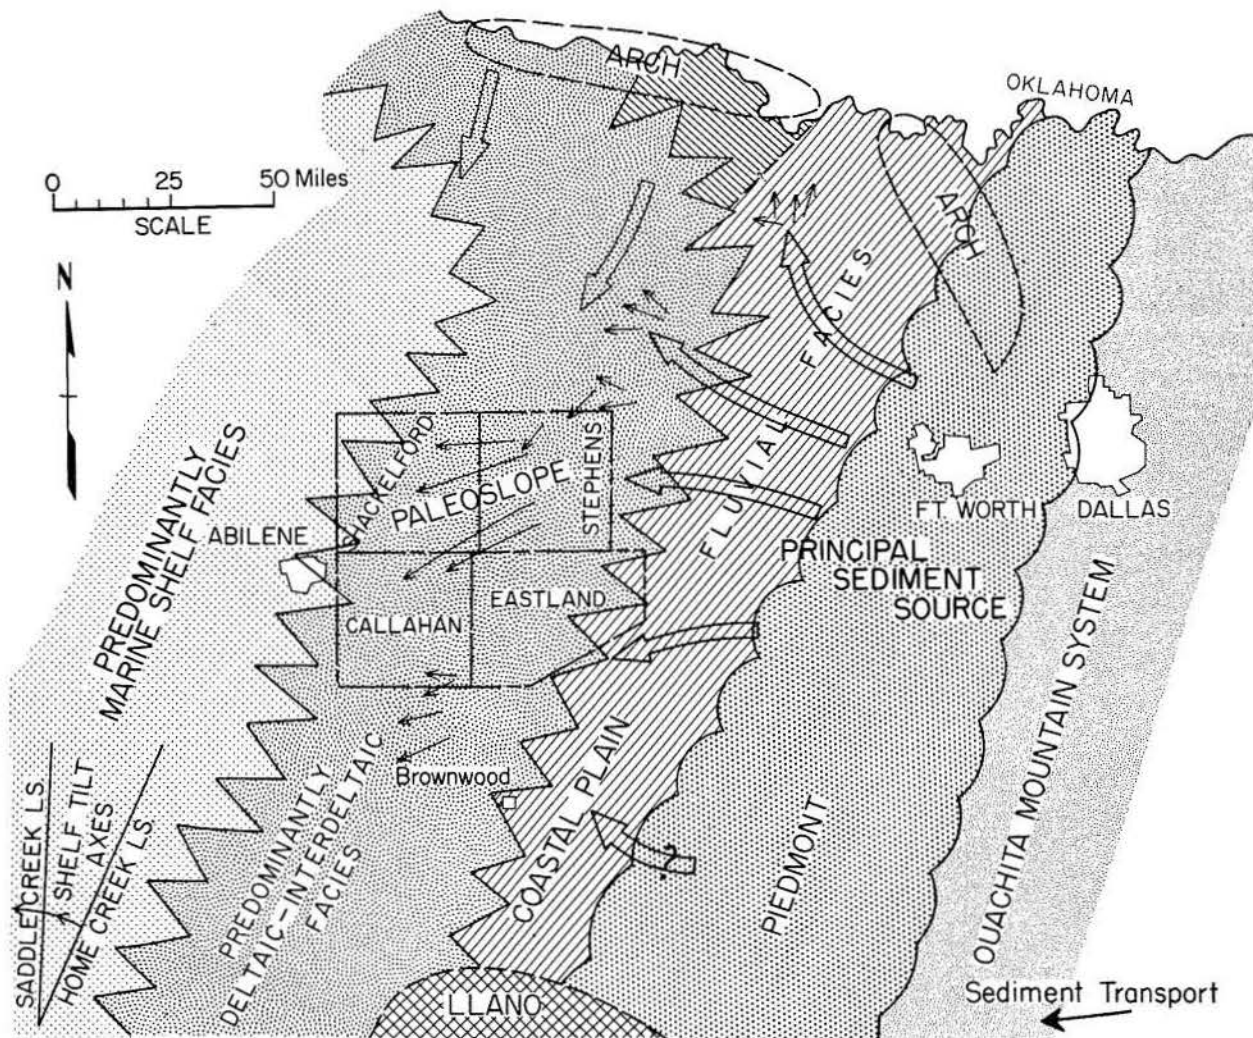 ARCH
OKLAHOMA
0 25 50 Miles
SCALE
N
ARCH
FACIES
FLUVIAL
COASTAL PLAIN
SHACKELFORD
STEPHENS
PALEOSLOPE
ABILENE
CALLAHAN
EASTLAND
FT. WORTH
DALLAS
PRINCIPAL
SEDIMENT
SOURCE
PREDOMINANTLY
MARINE SHELF FACIES
Brownwood
PREDOMINANTLY
DELTAIC-INTERDELTAIC
FACIES
SADDLE CREEK LS.
SHELF TILT
AXES
HOME CREEK LS.
?
PIEDMONT
OUACHITA MOUNTAIN SYSTEM
LLANO
Sediment Transport